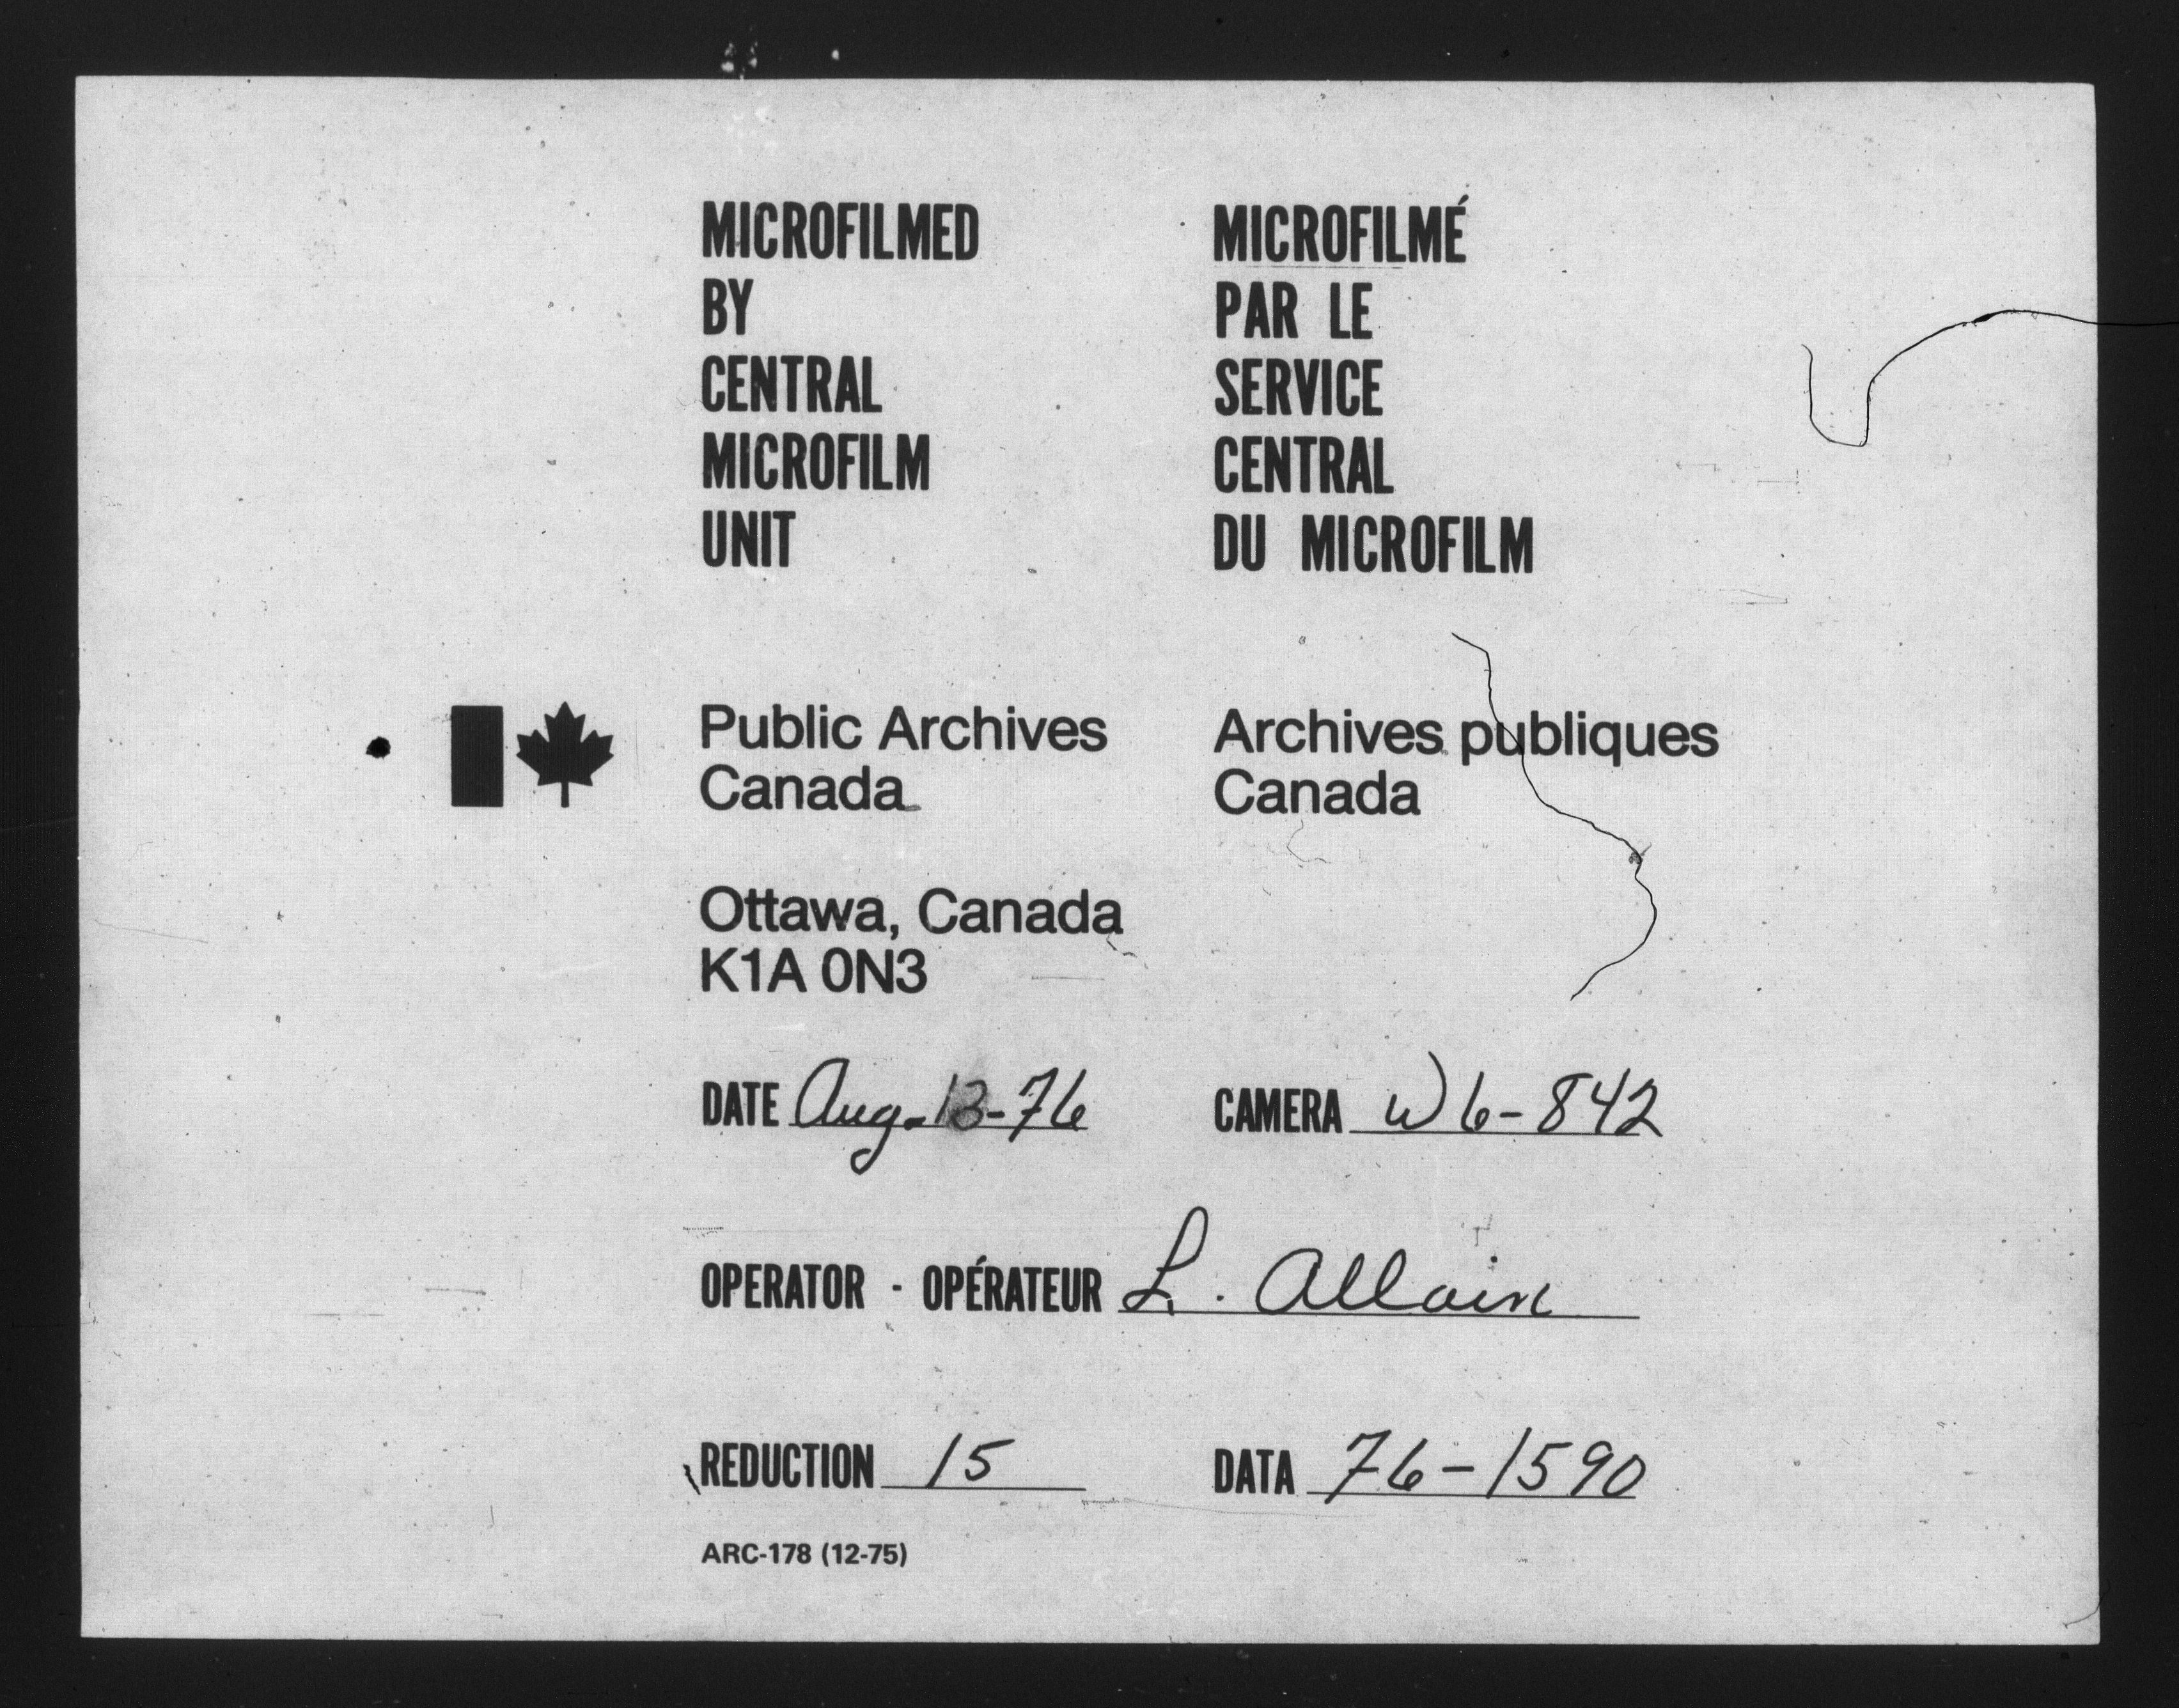 MICROFILMED
BY
CENTRAL
MICROFILM
UNIT
MICROFILMÉ
PAR LE
SERVICE
CENTRAL
DU MICROFILM
Public Archives
Canada
Archives publiques
Canada
Ottawa, Canada
K1A 0N3
DATE Aug. 13-76
CAMERA W6-842
OPERATOR - OPÉRATEUR L. Allain
REDUCTION 15
DATA 76-1590
ARC-178 (12-75)